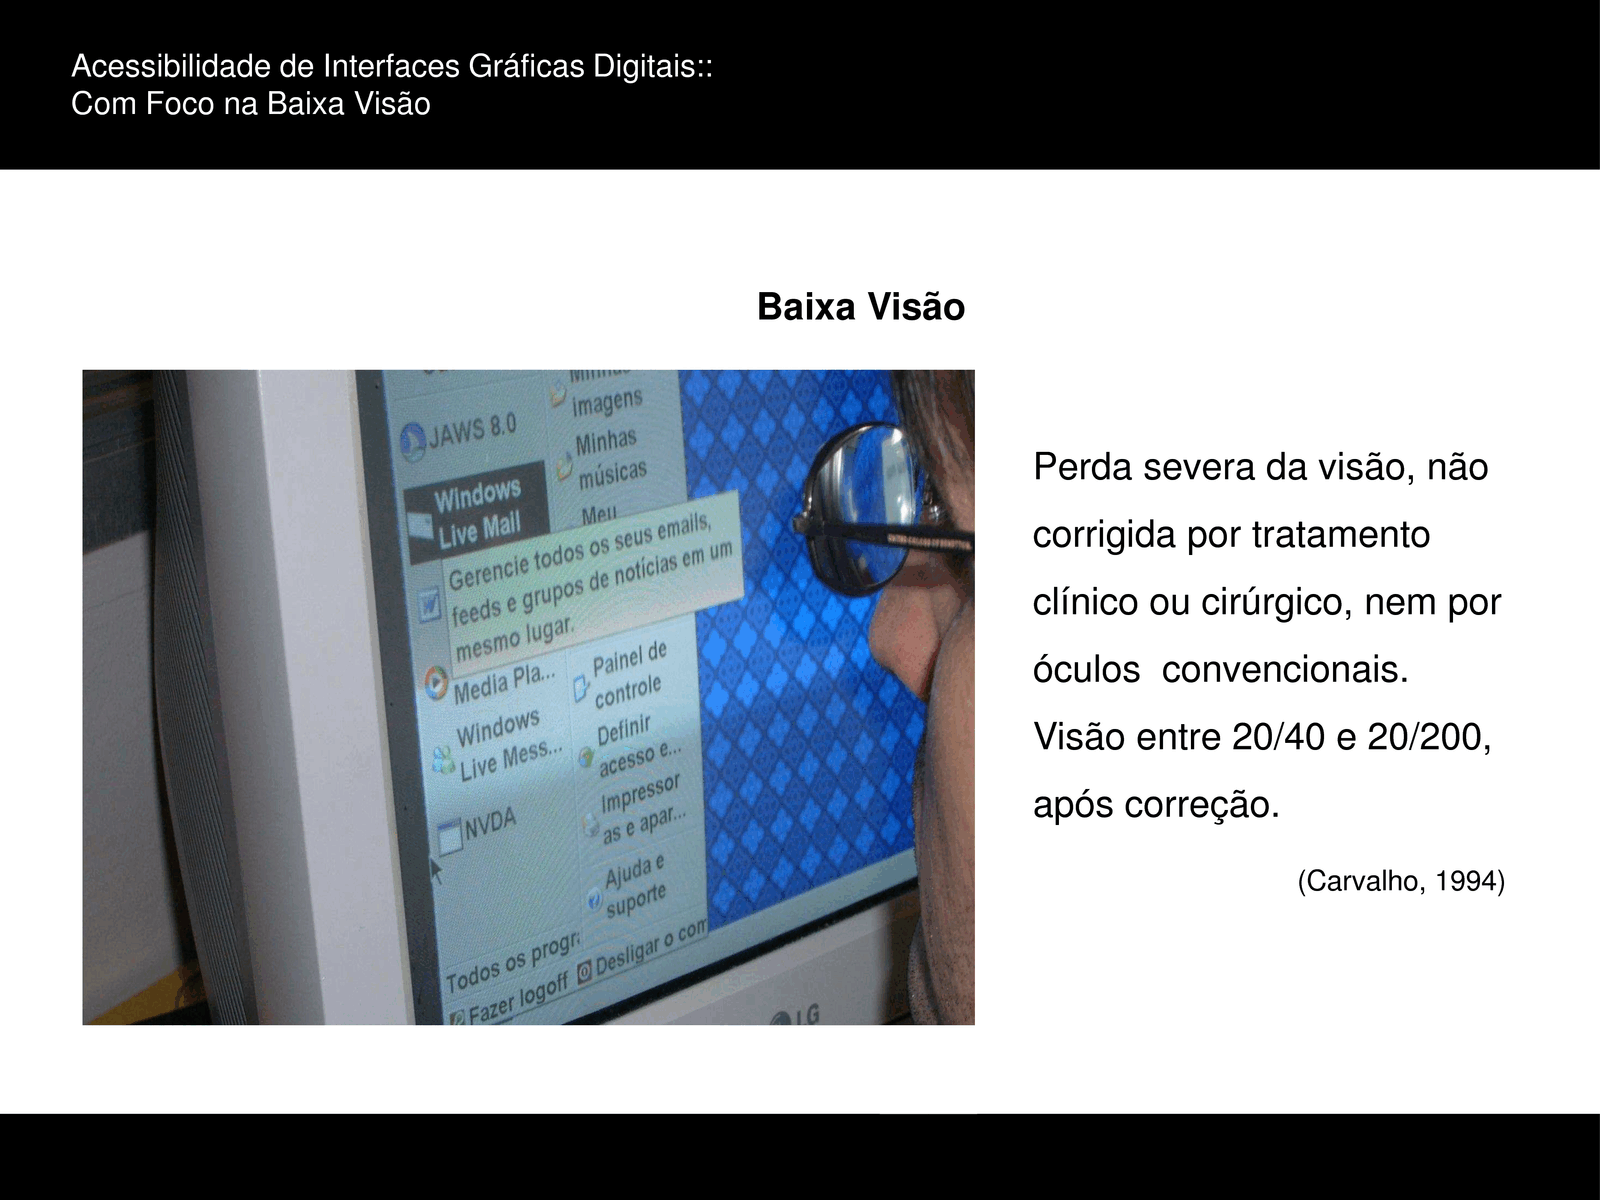 Acessibilidade de Interfaces Gráficas Digitais::
Com Foco na Baixa Visão
Baixa Visão
imagens
JAWS 8.0
Minhas
músicas
Windows
Live Mail
Meu
Gerencie todos os seus emails,
feeds e grupos de notícias em um
mesmo lugar.
Media Pla...
Painel de
controle
Windows
Live Mess...
Definir
acesso e...
NVDA
Impressor
as e apar...
Ajuda e
suporte
Todos os progr
Fazer logoff
Desligar o com
LG
Perda severa da visão, não
corrigida por tratamento
clínico ou cirúrgico, nem por
óculos  convencionais.
Visão entre 20/40 e 20/200,
após correção.
(Carvalho, 1994)